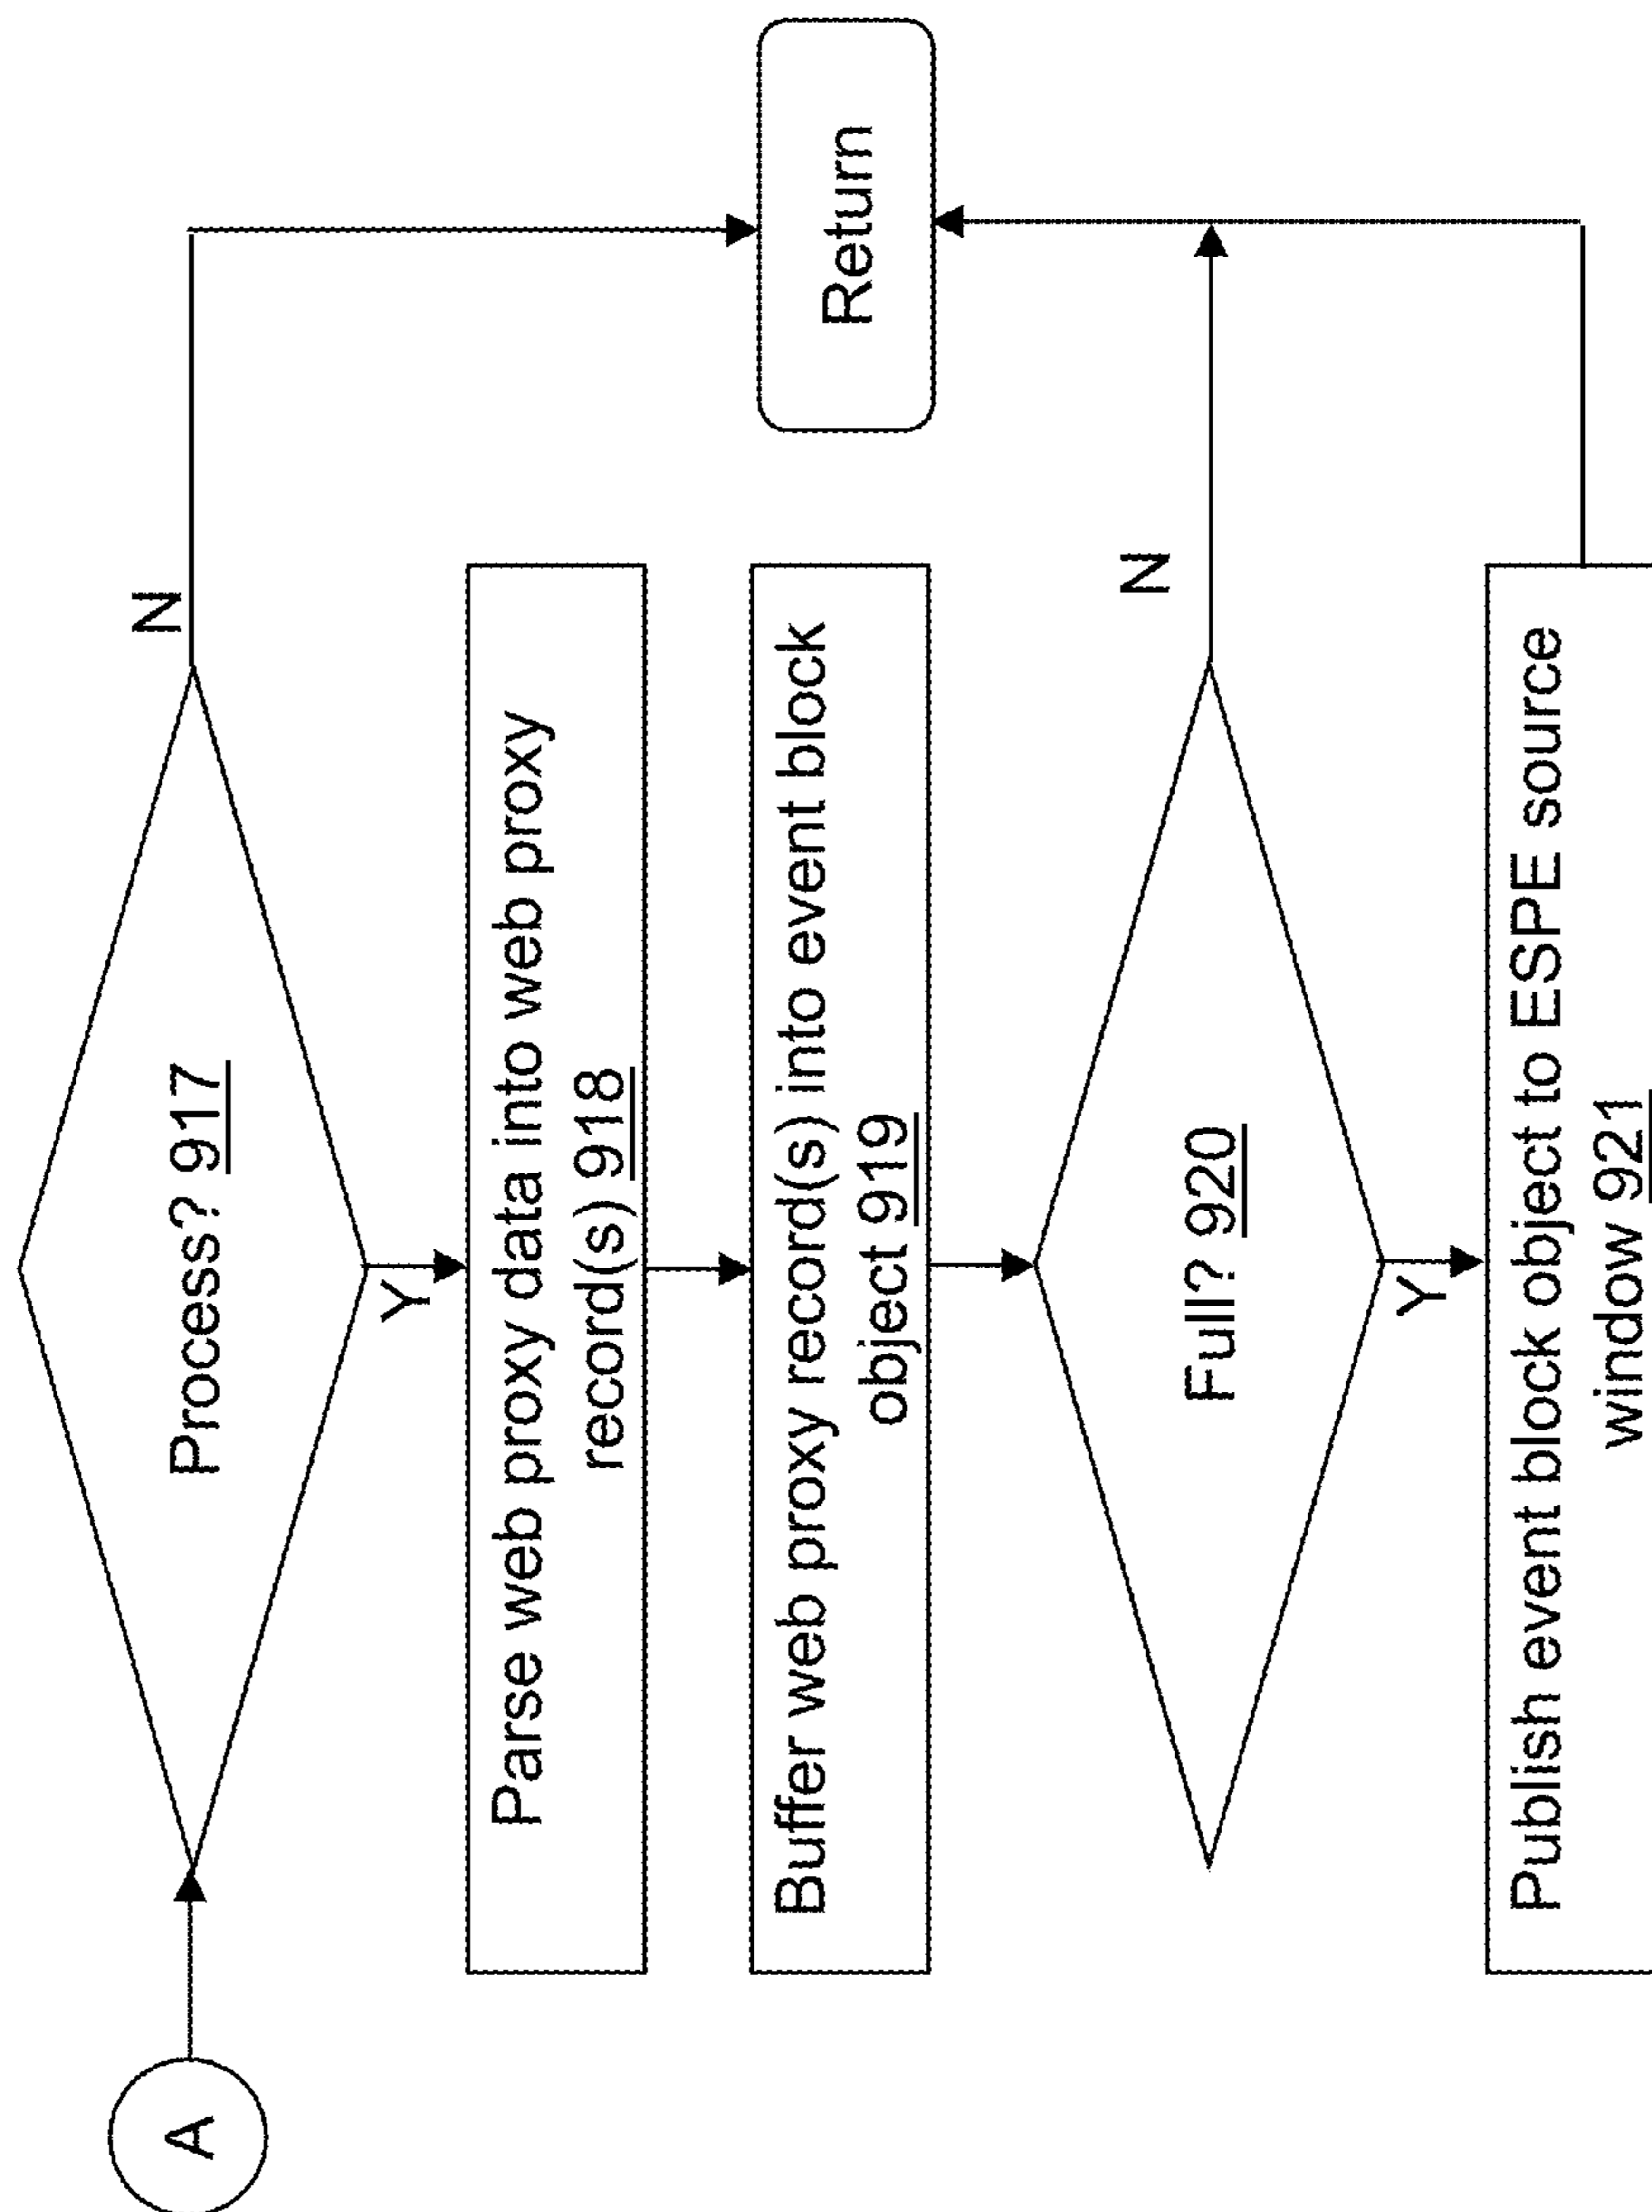 A
Process? 917
N
Y
Parse web proxy data into web proxy
record(s) 918
Buffer web proxy record(s) into event block
object 919
Return
Full? 920
N
Y
Publish event block object to ESPE source
window 921